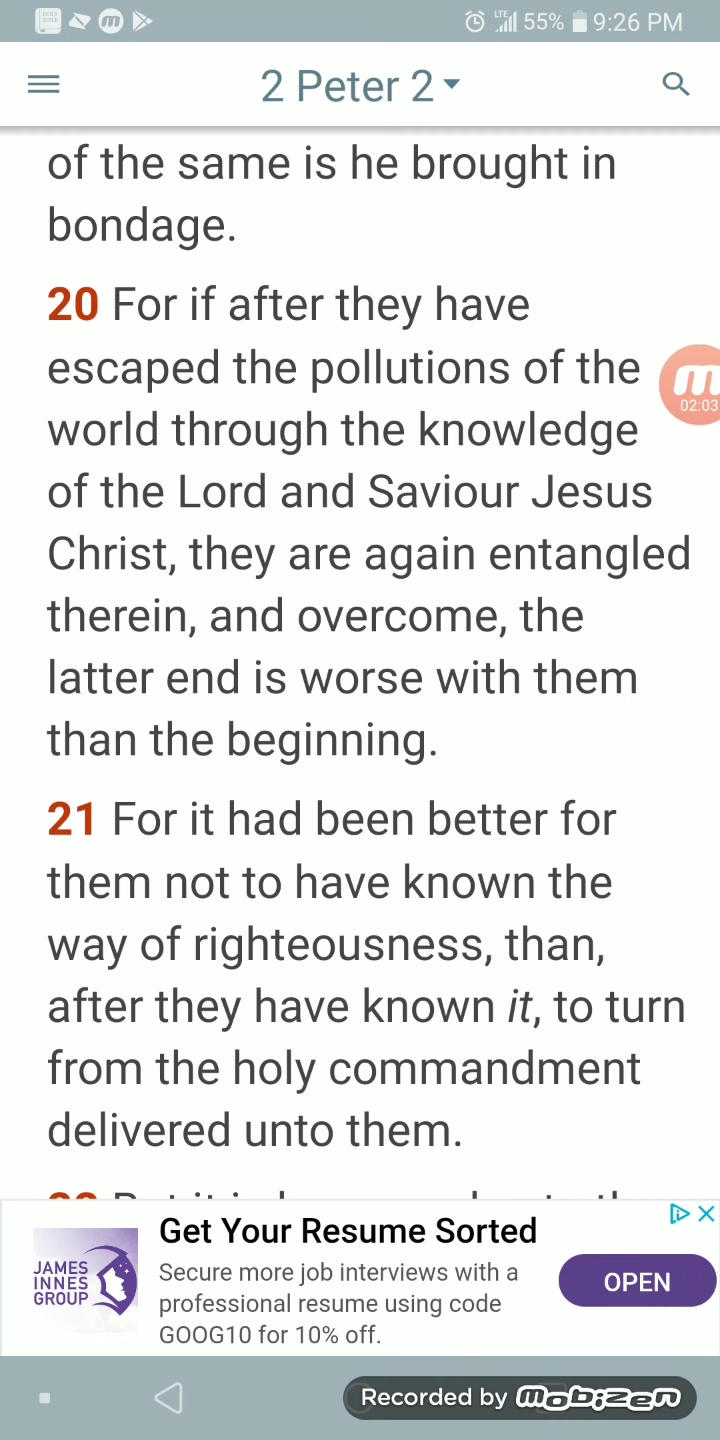 55% 9:26 PM
2 Peter 2
of the same is he brought in
bondage.
20 For if after they have
escaped the pollutions of the
world through the knowledge
of the Lord and Saviour Jesus
Christ, they are again entangled
therein, and overcome, the
latter end is worse with them
than the beginning.
21 For it had been better for
them not to have known the
way of righteousness, than,
after they have known it, to turn
from the holy commandment
delivered unto them.
m
02:03
JAMES
INNES
GROUP
Get Your Resume Sorted
Secure more job interviews with a
professional resume using code
GOOG10 for 10% off.
OPEN
Recorded by mobizen